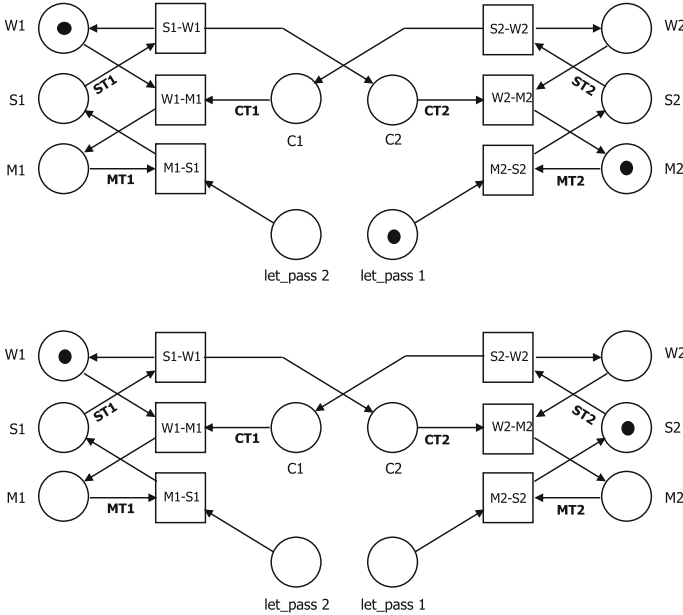 W1 S1-W1 S2-W2 W2
ST1 ST2
S1 W1-M1 CT1 CT2 W2-M2 S2
C1 C2
M1 MT1 M1-S1 M2-S2 MT2 M2
let_pass 2 let_pass 1
W1 S1-W1 S2-W2 W2
ST1 ST2
S1 W1-M1 CT1 CT2 W2-M2 S2
C1 C2
M1 MT1 M1-S1 M2-S2 MT2 M2
let_pass 2 let_pass 1